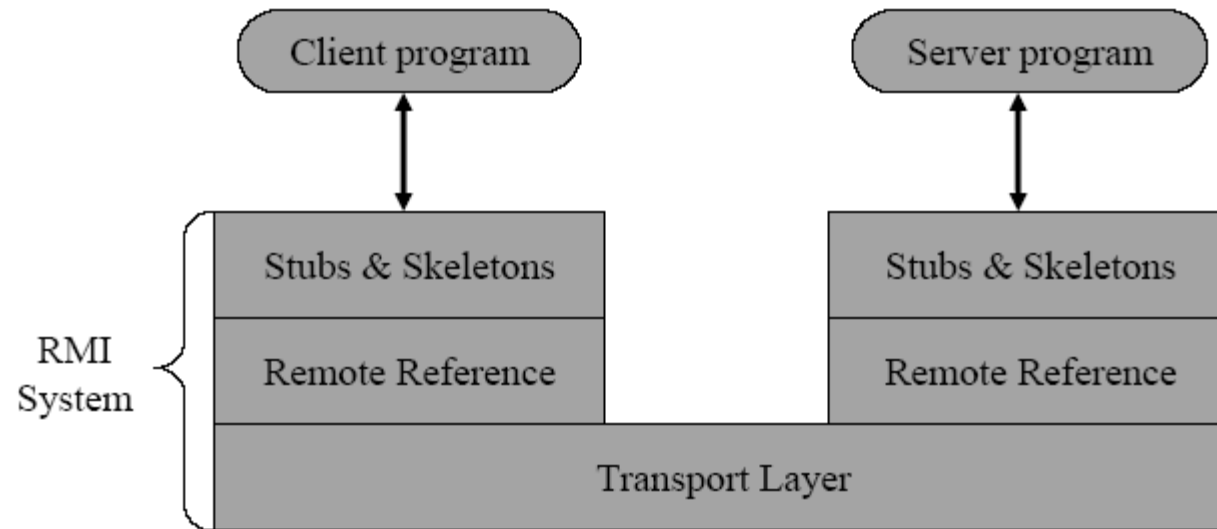 Client program
Server program
Stubs & Skeletons
Stubs & Skeletons
RMI
System
Remote Reference
Remote Reference
Transport Layer